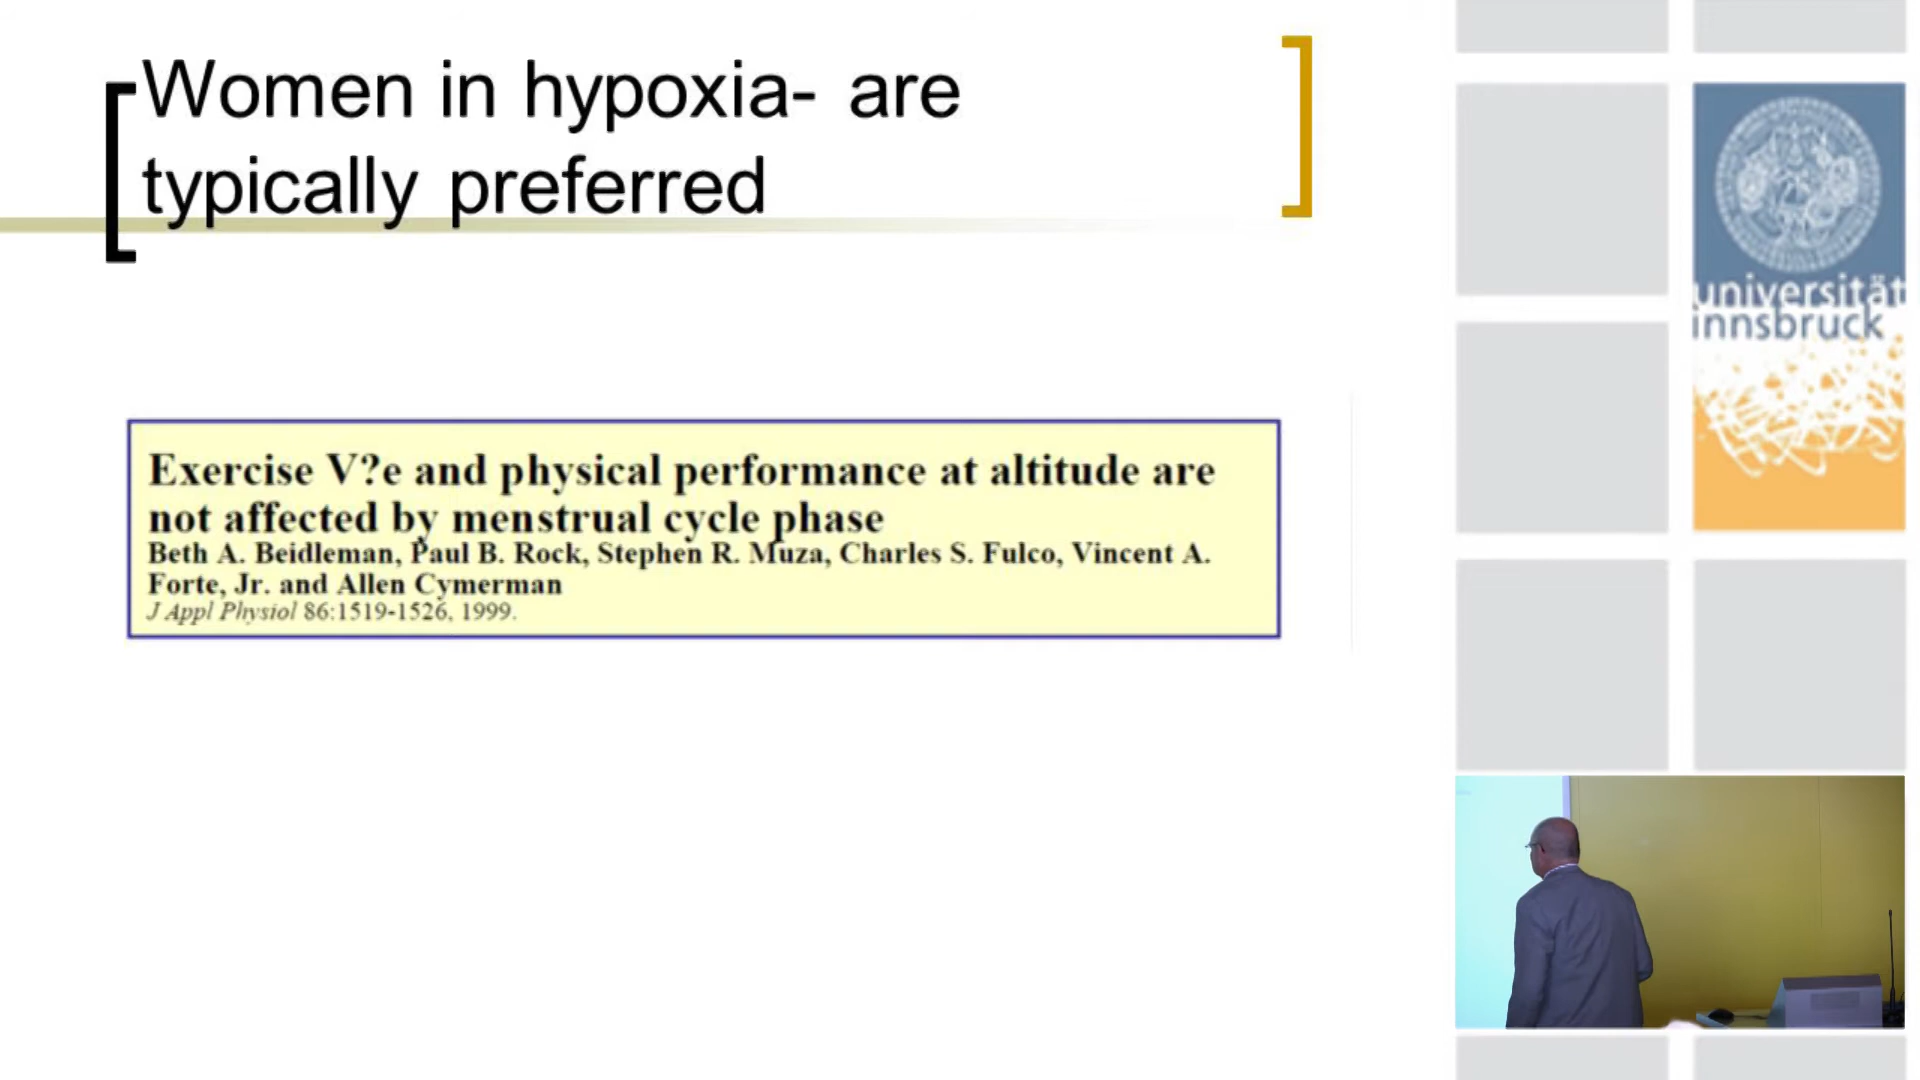 Women in hypoxia- are
typically preferred
universität
innsbruck
Exercise V?e and physical performance at altitude are
not affected by menstrual cycle phase
Beth A. Beidleman, Paul B. Rock, Stephen R. Muza, Charles S. Fulco, Vincent A.
Forte, Jr. and Allen Cymerman
J Appl Physiol 86:1519-1526, 1999.